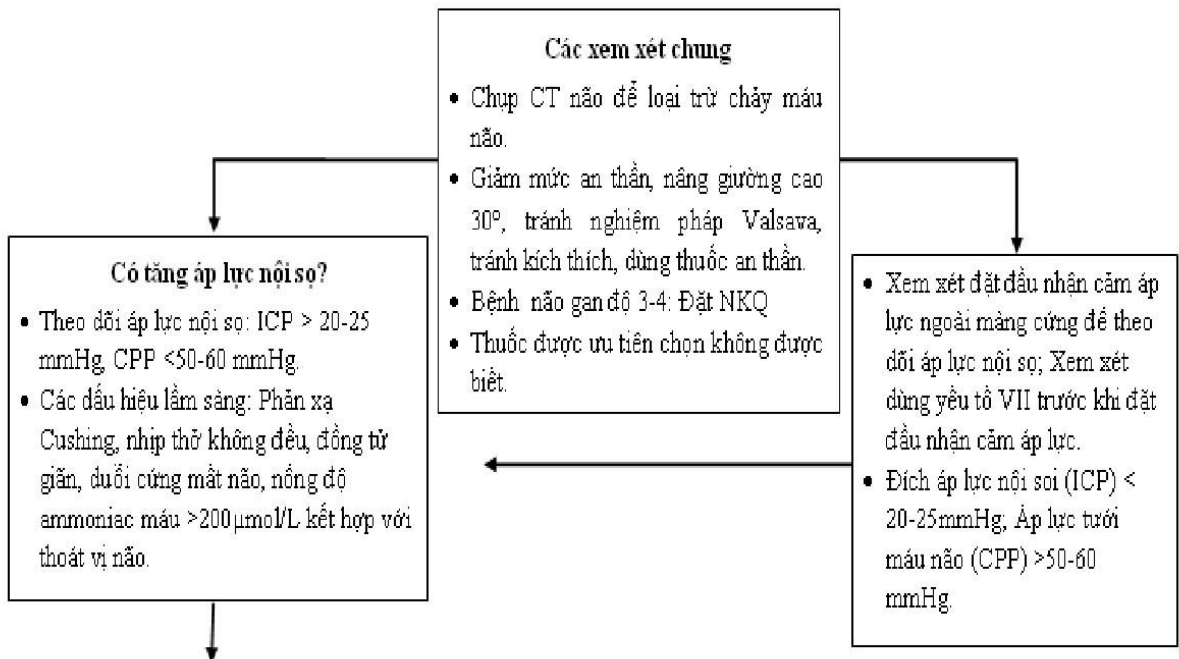 Các xem xét chung
• Chụp CT não để loại trừ chảy máu
não.
• Giảm mức an thần, nâng giường cao
30º, tránh nghiệm pháp Valsava,
tránh kích thích, dùng thuốc an thần.
• Bệnh não gan độ 3-4: Đặt NKQ
• Thuốc được ưu tiên chọn không được
biết.
Có tăng áp lực nội sọ?
• Theo dõi áp lực nội sọ: ICP > 20-25
mmHg, CPP <50-60 mmHg.
• Các dấu hiệu lâm sàng: Phản xạ
Cushing, nhịp thở không đều, đồng tử
giãn, duỗi cứng mất não, nồng độ
ammoniac máu >200µmol/L kết hợp với
thoát vị não.
• Xem xét đặt đầu nhận cảm áp
lực ngoài màng cứng để theo
dõi áp lực nội sọ; Xem xét
dùng yếu tố VII trước khi đặt
đầu nhận cảm áp lực.
• Đích áp lực nội soi (ICP) <
20-25mmHg; Áp lực tưới
máu não (CPP) >50-60
mmHg.